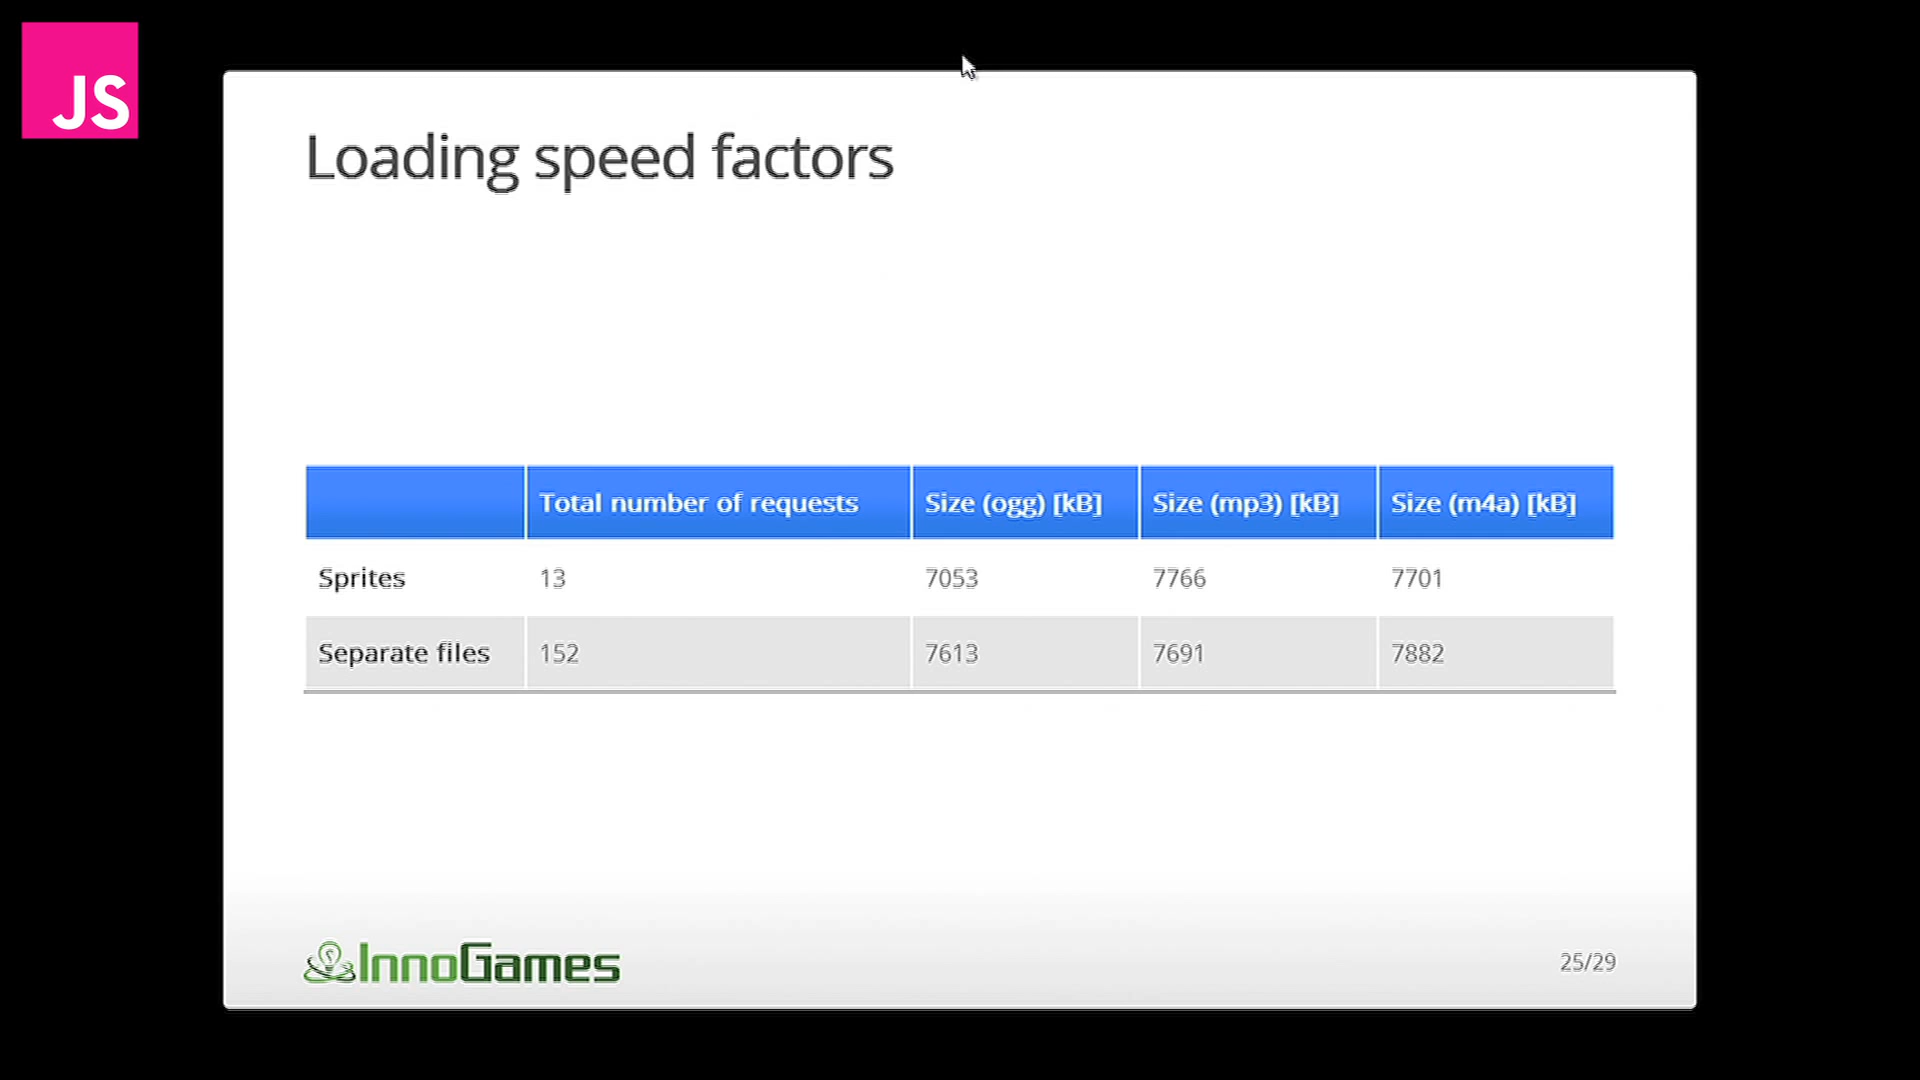 JS
Loading speed factors
Total number of requests Size (ogg) [kB] Size (mp3) [kB] Size (m4a) [kB]
Sprites 13 7053 7766 7701
Separate files 152 7613 7691 7882
InnoGames 25/29